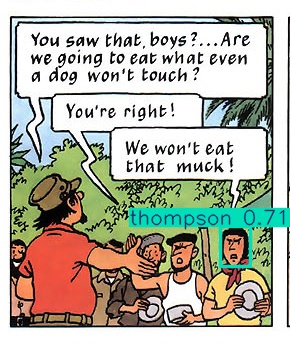 You saw that, boys?...Are
we going to eat what even
a dog won't touch?
You're right!
We won't eat
that muck!
thompson 0.71